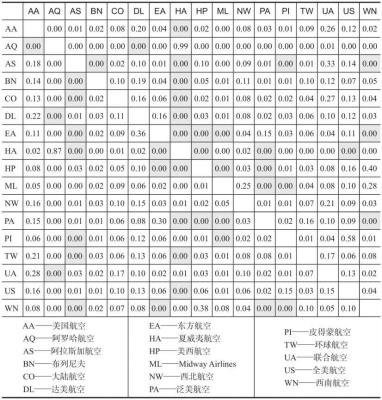 AA AQ AS BN CO DL EA HA HP ML NW PA PI TW UA US WN
AA 0.00 0.01 0.02 0.08 0.20 0.04 0.00 0.02 0.00 0.08 0.03 0.01 0.09 0.26 0.12 0.02
AQ 0.00 0.00 0.00 0.00 0.00 0.00 0.99 0.00 0.00 0.00 0.00 0.00 0.00 0.00 0.00 0.00
AS 0.18 0.00 0.00 0.02 0.10 0.01 0.00 0.05 0.00 0.01 0.33 0.14 0.00
BN 0.14 0.00 0.00 0.10 0.19 0.04 0.00 0.05 0.01 0.11 0.01 0.01 0.10 0.12 0.07 0.05
CO 0.13 0.00 0.00 0.02 0.16 0.06 0.00 0.02 0.01 0.08 0.02 0.01 0.04 0.27 0.13 0.04
DL 0.22 0.00 0.01 0.03 0.11 0.16 0.00 0.02 0.00 0.08 0.02 0.03 0.06 0.10 0.12 0.03
EA 0.11 0.00 0.01 0.02 0.09 0.36 0.00 0.00 0.00 0.04 0.15 0.03 0.06 0.04 0.11 0.00
HA 0.02 0.87 0.00 0.00 0.01 0.00 0.00 0.00 0.00 0.02 0.00 0.00 0.00 0.06 0.00 0.00
HP 0.08 0.00 0.03 0.02 0.05 0.10 0.00 0.00 0.01 0.08 0.00 0.01 0.03 0.08 0.16 0.40
ML 0.05 0.00 0.00 0.02 0.09 0.06 0.02 0.00 0.01 0.25 0.00 0.00 0.04 0.08 0.10 0.28
NW 0.16 0.00 0.01 0.03 0.10 0.15 0.03 0.00 0.02 0.05 0.01 0.01 0.07 0.21 0.09 0.03
PA 0.15 0.00 0.01 0.01 0.06 0.08 0.30 0.00 0.00 0.00 0.03 0.02 0.16 0.10 0.09 0.00
PI 0.06 0.00 0.00 0.01 0.06 0.12 0.06 0.00 0.01 0.00 0.02 0.02 0.01 0.04 0.58 0.01
TW 0.21 0.00 0.00 0.03 0.06 0.13 0.06 0.00 0.01 0.01 0.08 0.07 0.00 0.17 0.06 0.08
UA 0.28 0.00 0.03 0.02 0.17 0.10 0.02 0.01 0.03 0.01 0.10 0.02 0.01 0.07 0.13 0.02
US 0.16 0.00 0.01 0.01 0.10 0.13 0.03 0.00 0.04 0.01 0.05 0.01 0.07 0.03 0.15 0.04
WN 0.08 0.00 0.00 0.02 0.07 0.08 0.00 0.00 0.38 0.04 0.08 0.00 0.00 0.10 0.05 0.10
AA——美国航空 EA——东方航空 PI——皮得蒙航空
AQ——阿罗哈航空 HA——夏威夷航空 TW——环球航空
AS——阿拉斯加航空 HP——美西航空 UA——联合航空
BN——布列尼夫 ML——Midway Airlines US——全美航空
CO——大陆航空 NW——西北航空 WN——西南航空
DL——达美航空 PA——泛美航空